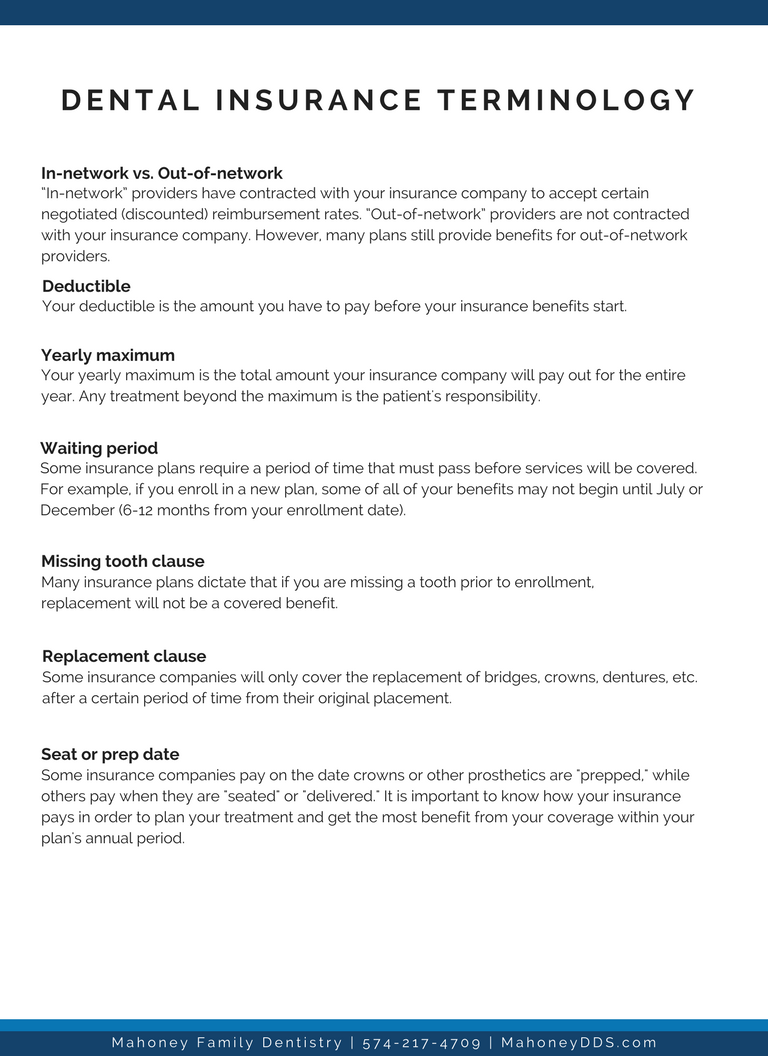 DENTAL INSURANCE TERMINOLOGY
In-network vs. Out-of-network
"In-network" providers have contracted with your insurance company to accept certain
negotiated (discounted) reimbursement rates. "Out-of-network" providers are not contracted
with your insurance company. However, many plans still provide benefits for out-of-network
providers.
Deductible
Your deductible is the amount you have to pay before your insurance benefits start.
Yearly maximum
Your yearly maximum is the total amount your insurance company will pay out for the entire
year. Any treatment beyond the maximum is the patient's responsibility.
Waiting period
Some insurance plans require a period of time that must pass before services will be covered.
For example, if you enroll in a new plan, some of all of your benefits may not begin until July or
December (6-12 months from your enrollment date).
Missing tooth clause
Many insurance plans dictate that if you are missing a tooth prior to enrollment,
replacement will not be a covered benefit.
Replacement clause
Some insurance companies will only cover the replacement of bridges, crowns, dentures, etc.
after a certain period of time from their original placement.
Seat or prep date
Some insurance companies pay on the date crowns or other prosthetics are "prepped," while
others pay when they are "seated" or "delivered." It is important to know how your insurance
pays in order to plan your treatment and get the most benefit from your coverage within your
plan's annual period.
Mahoney Family Dentistry | 574-217-4709 | MahoneyDDS.com